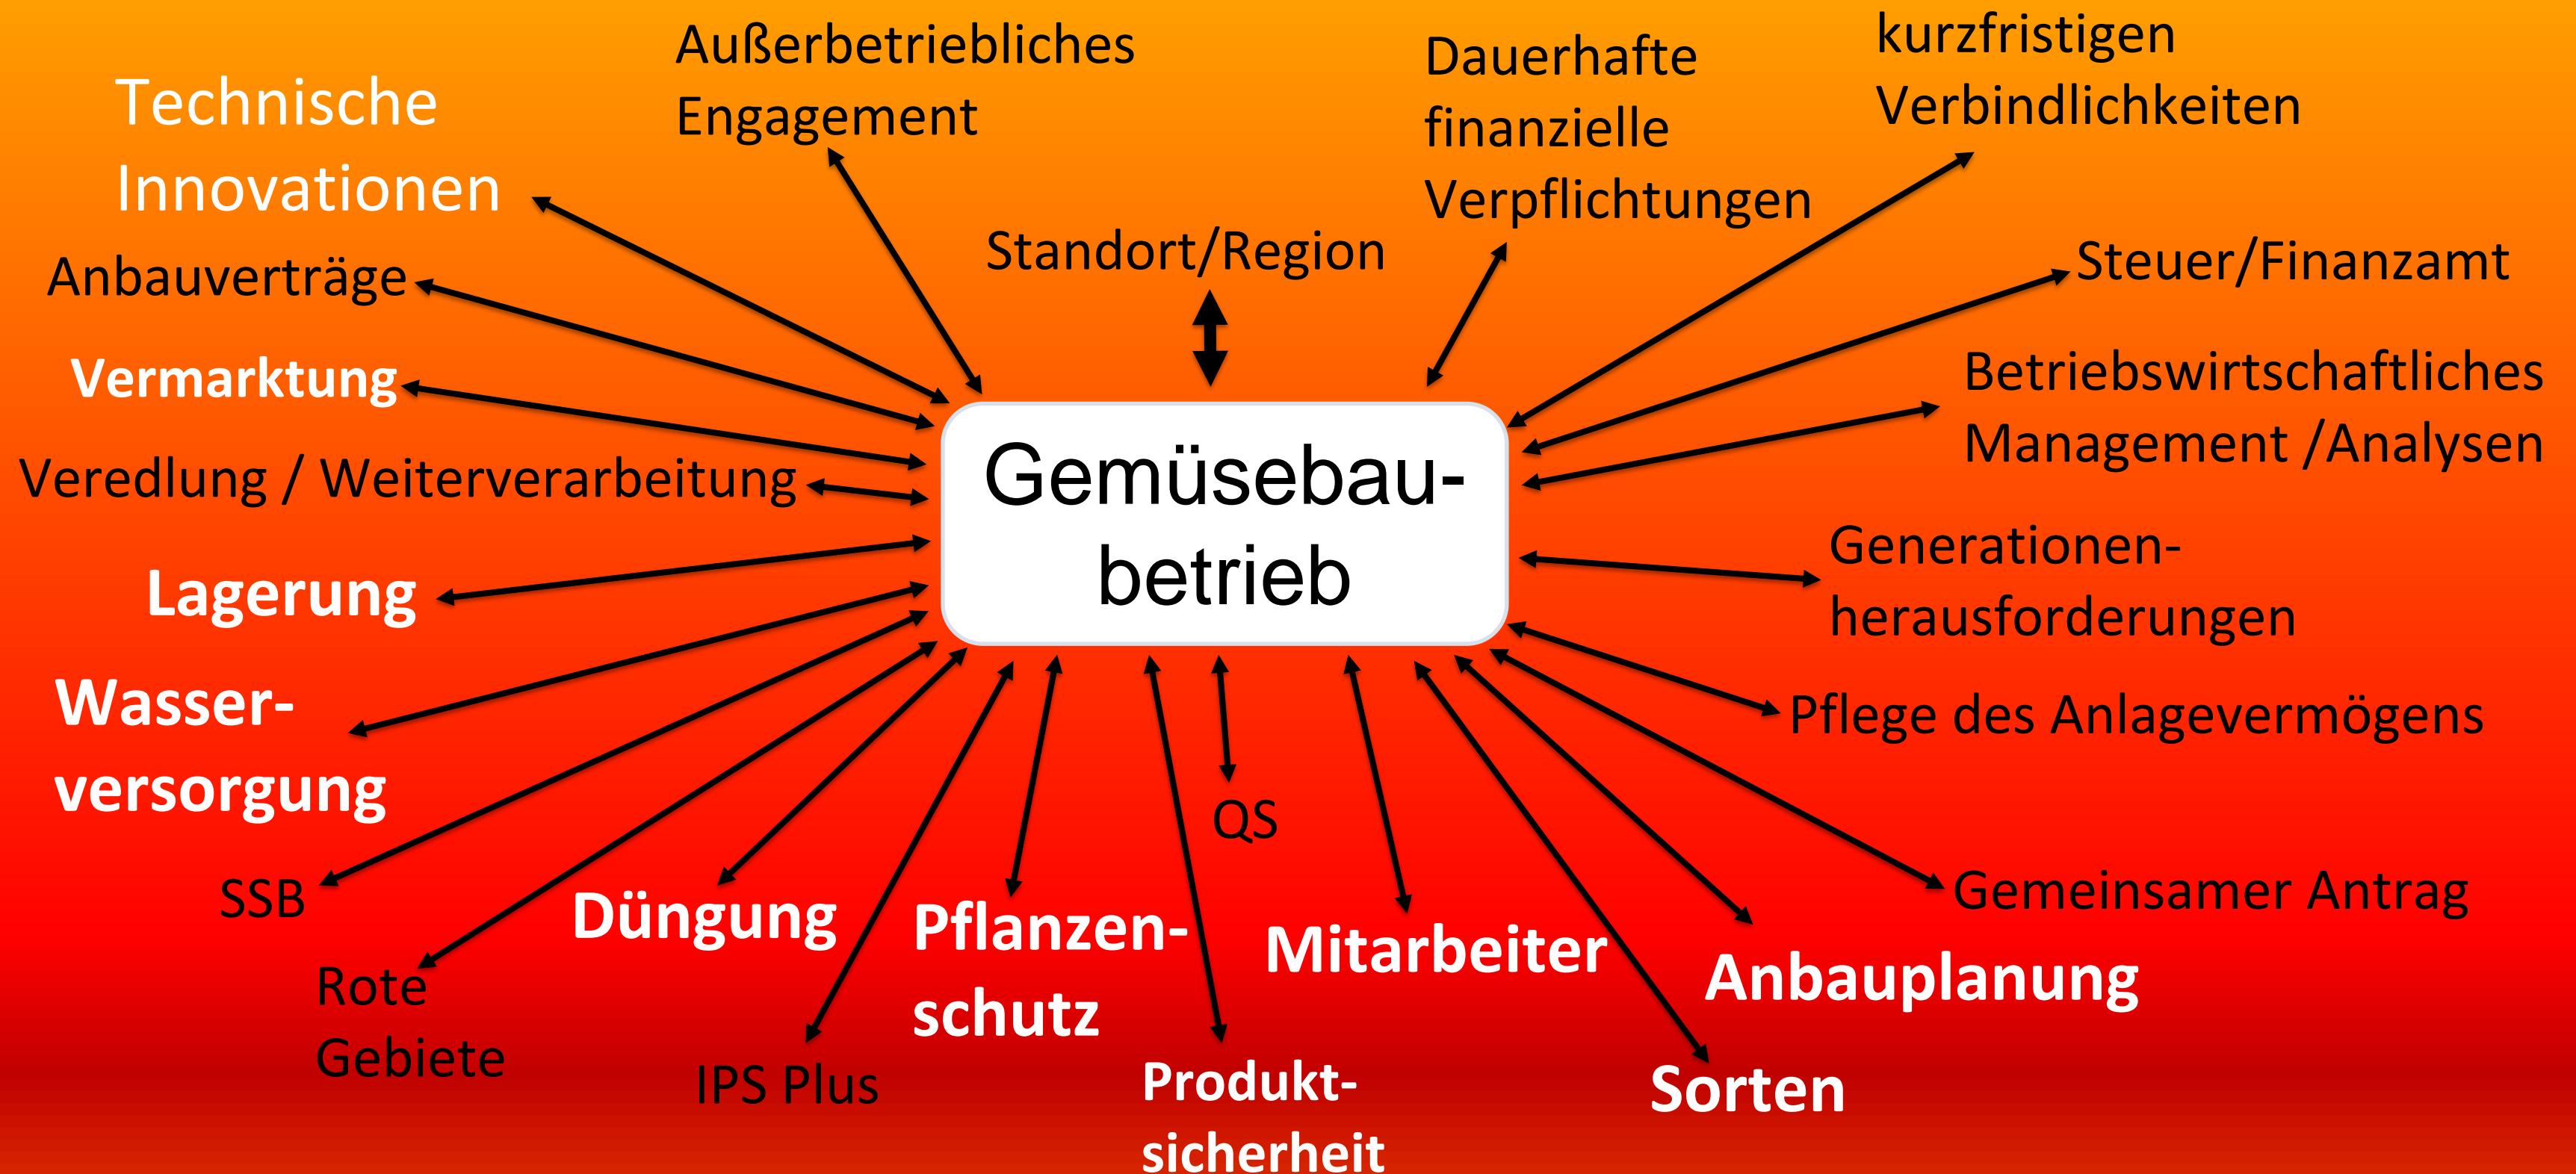 Außerbetriebliches
Engagement
Dauerhafte
finanzielle
Verpflichtungen
kurzfristigen
Verbindlichkeiten
Technische
Innovationen
Standort/Region
Steuer/Finanzamt
Anbauverträge
Vermarktung
Betriebswirtschaftliches
Management /Analysen
Veredlung / Weiterverarbeitung
Gemüsebau-
betrieb
Generationen-
herausforderungen
Lagerung
Wasser-
versorgung
Pflege des Anlagevermögens
QS
SSB
Düngung
Pflanzen-
schutz
Mitarbeiter
Gemeinsamer Antrag
Anbauplanung
Rote
Gebiete
IPS Plus
Produkt-
sicherheit
Sorten